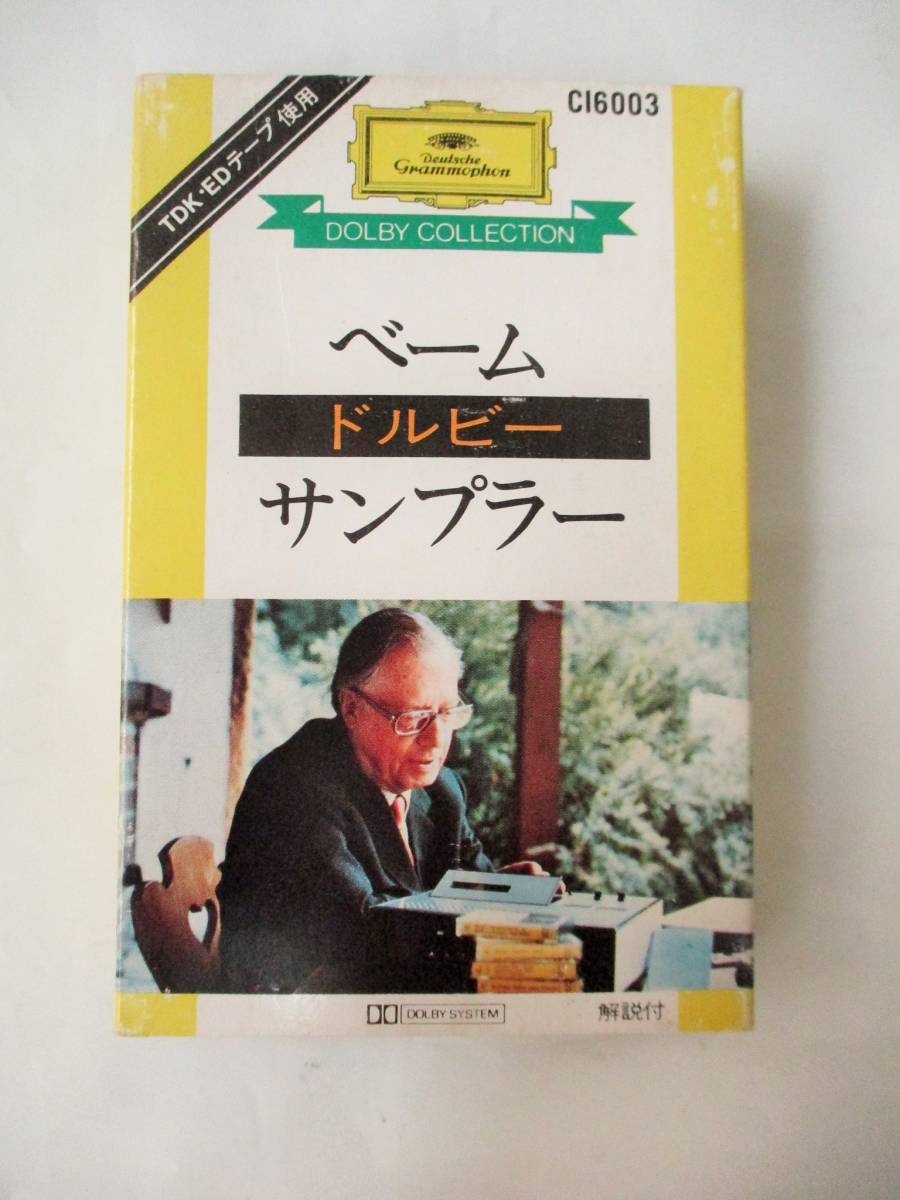 TDK・EDテープ使用
CI6003
Deutsche
Grammophon
DOLBY COLLECTION
ベーム
ドルビー
サンプラー
DOLBY SYSTEM
解説付